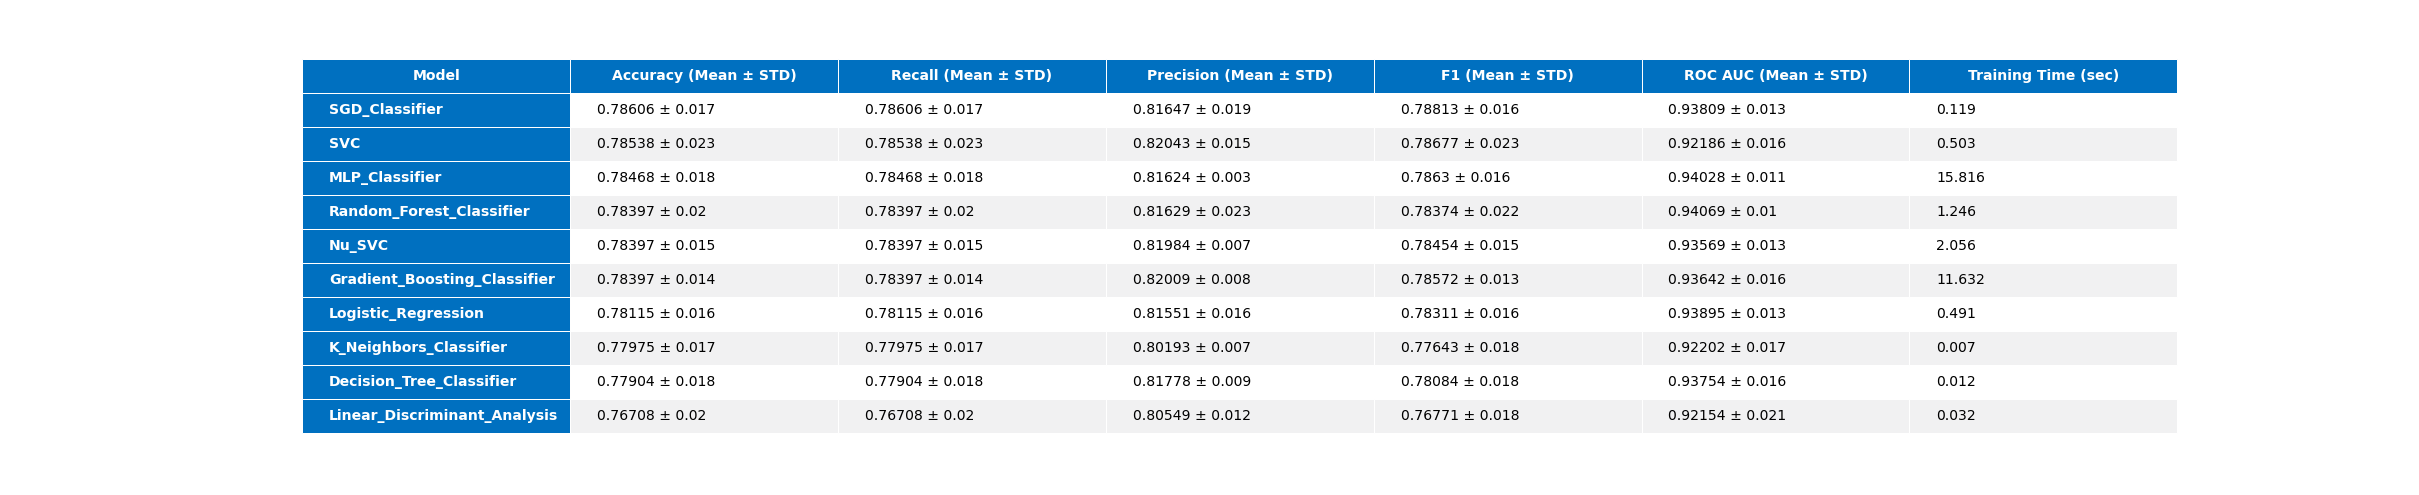 Model Accuracy (Mean ± STD) Recall (Mean ± STD) Precision (Mean ± STD) F1 (Mean ± STD) ROC AUC (Mean ± STD) Training Time (sec)
SGD_Classifier 0.78606 ± 0.017 0.78606 ± 0.017 0.81647 ± 0.019 0.78813 ± 0.016 0.93809 ± 0.013 0.119
SVC 0.78538 ± 0.023 0.78538 ± 0.023 0.82043 ± 0.015 0.78677 ± 0.023 0.92186 ± 0.016 0.503
MLP_Classifier 0.78468 ± 0.018 0.78468 ± 0.018 0.81624 ± 0.003 0.7863 ± 0.016 0.94028 ± 0.011 15.816
Random_Forest_Classifier 0.78397 ± 0.02 0.78397 ± 0.02 0.81629 ± 0.023 0.78374 ± 0.022 0.94069 ± 0.01 1.246
Nu_SVC 0.78397 ± 0.015 0.78397 ± 0.015 0.81984 ± 0.007 0.78454 ± 0.015 0.93569 ± 0.013 2.056
Gradient_Boosting_Classifier 0.78397 ± 0.014 0.78397 ± 0.014 0.82009 ± 0.008 0.78572 ± 0.013 0.93642 ± 0.016 11.632
Logistic_Regression 0.78115 ± 0.016 0.78115 ± 0.016 0.81551 ± 0.016 0.78311 ± 0.016 0.93895 ± 0.013 0.491
K_Neighbors_Classifier 0.77975 ± 0.017 0.77975 ± 0.017 0.80193 ± 0.007 0.77643 ± 0.018 0.92202 ± 0.017 0.007
Decision_Tree_Classifier 0.77904 ± 0.018 0.77904 ± 0.018 0.81778 ± 0.009 0.78084 ± 0.018 0.93754 ± 0.016 0.012
Linear_Discriminant_Analysis 0.76708 ± 0.02 0.76708 ± 0.02 0.80549 ± 0.012 0.76771 ± 0.018 0.92154 ± 0.021 0.032